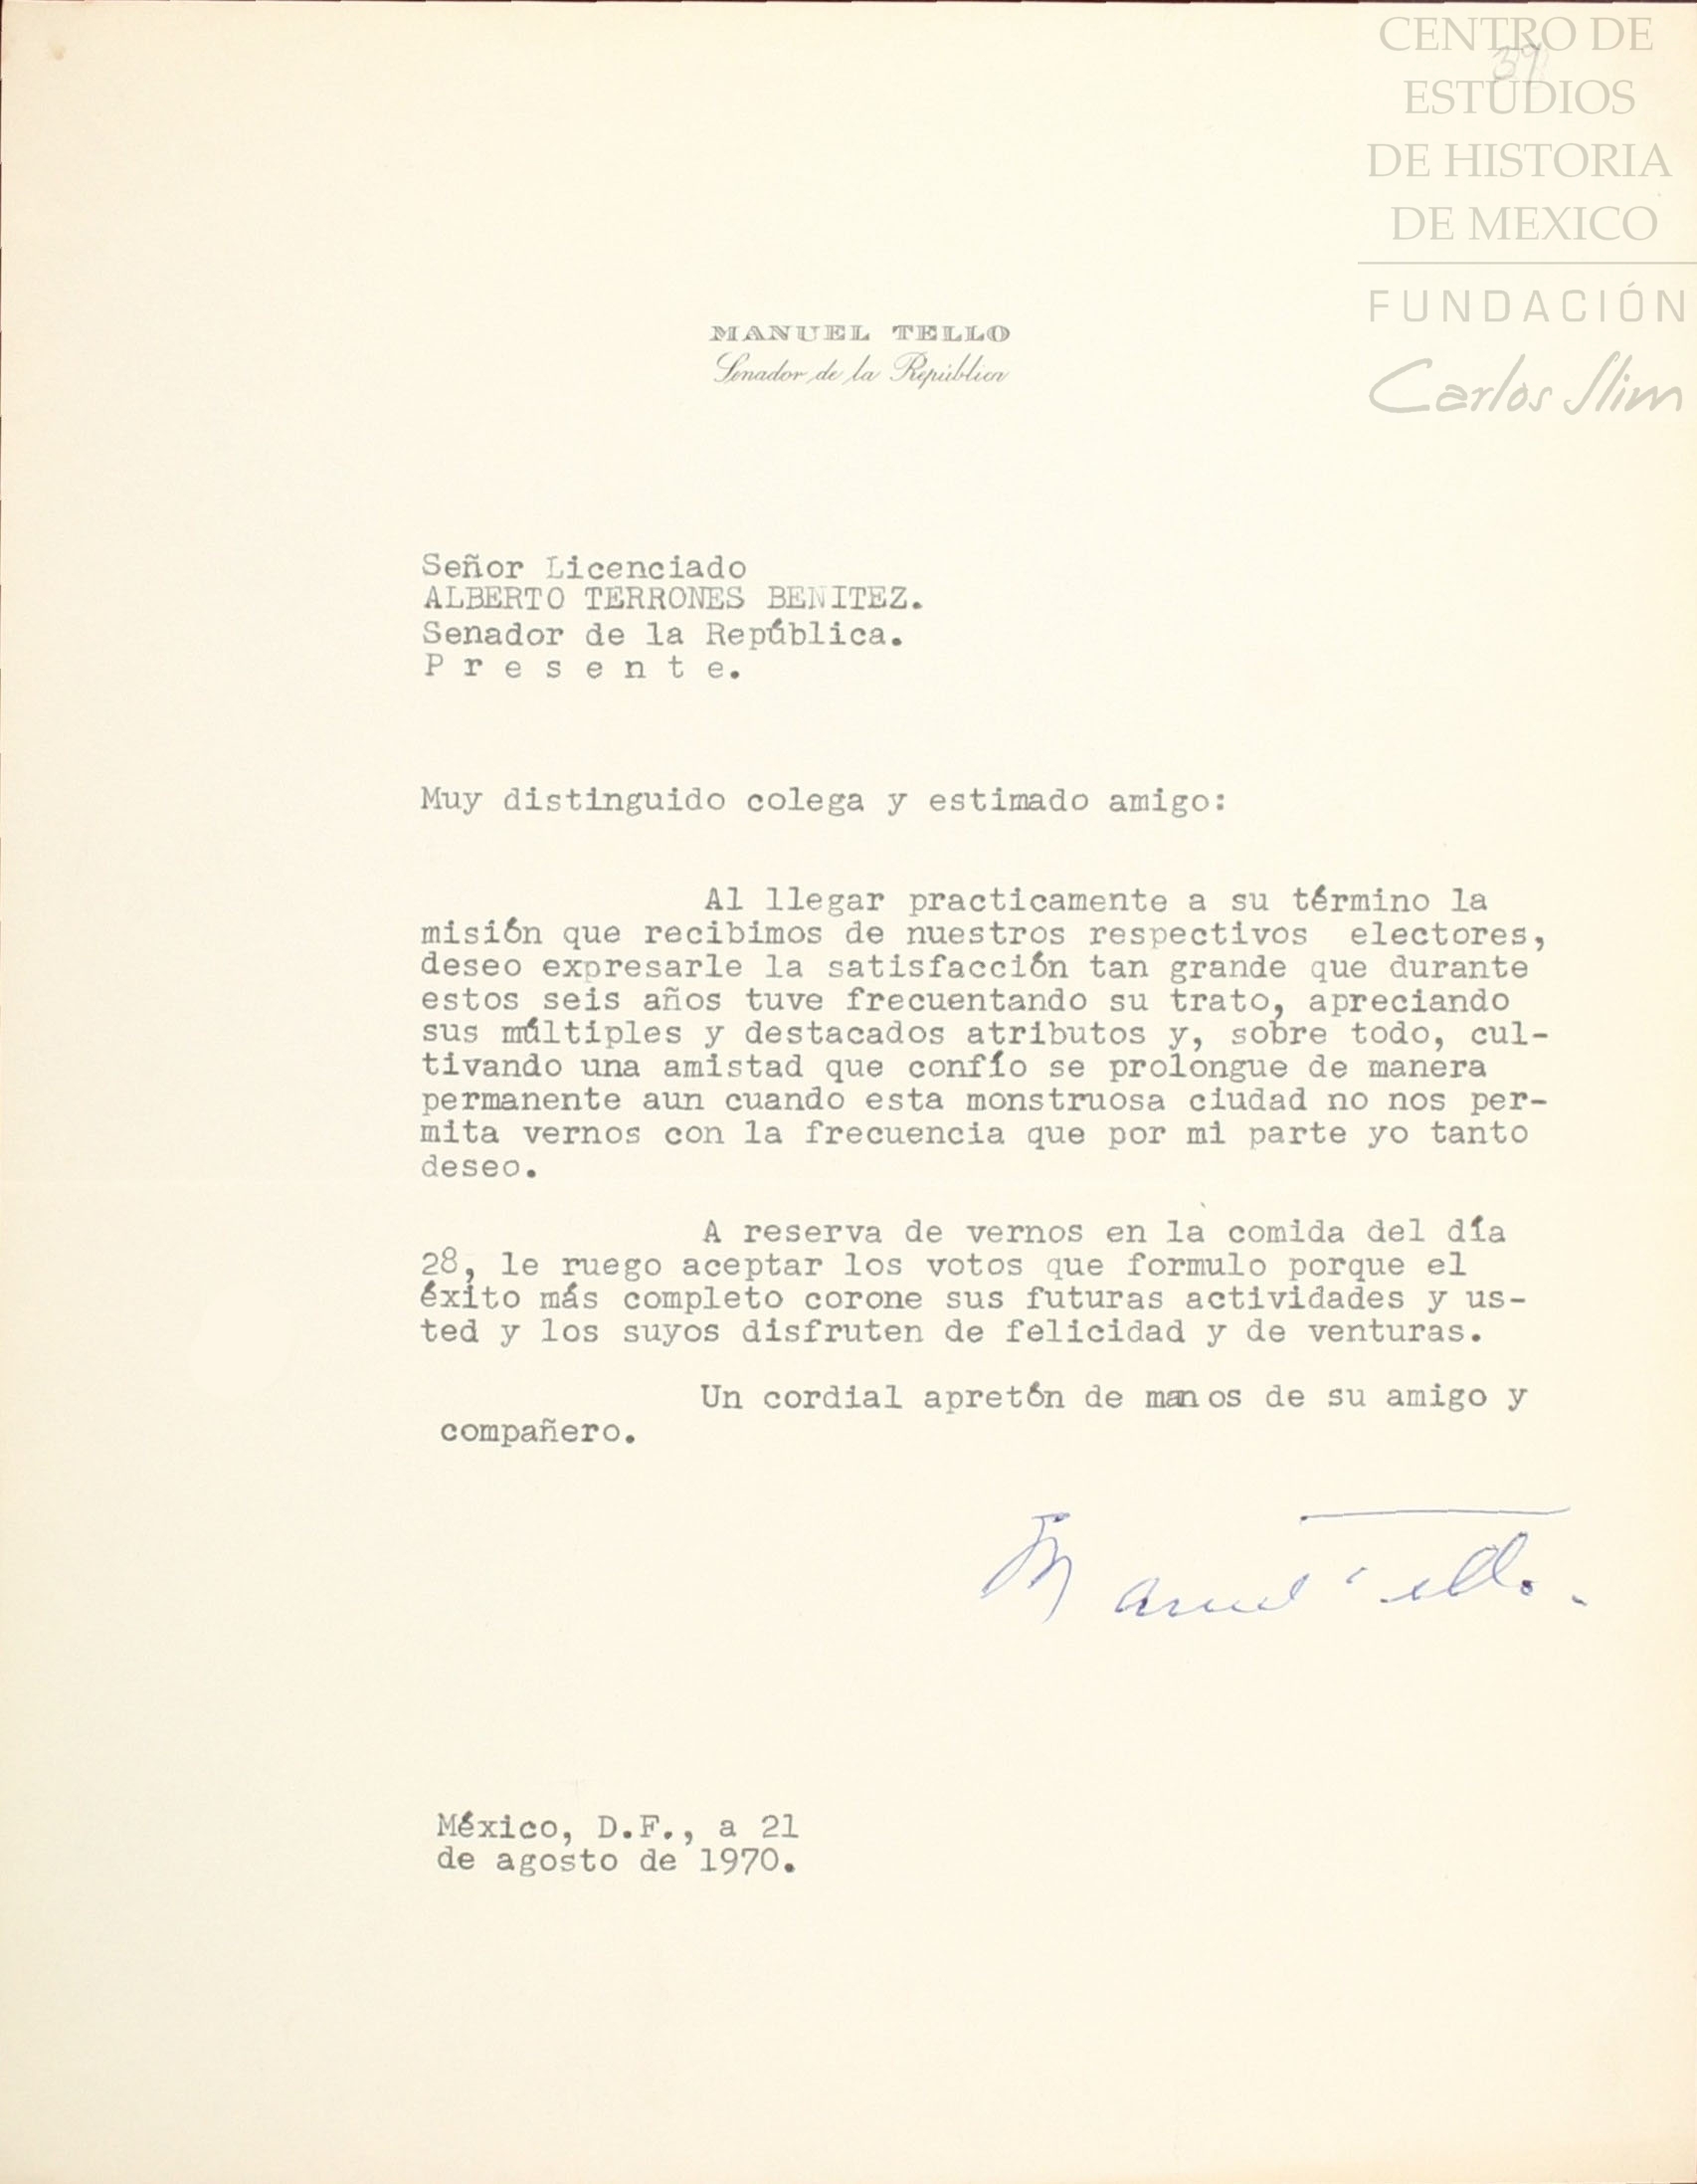 CENTRO DE
39
ESTUDIOS
DE HISTORIA
DE MEXICO
FUNDACIÓN
Carlos Slim
MANUEL TELLO
Senador de la República
Señor Licenciado
ALBERTO TERRONES BENITEZ.
Senador de la República.
P r e s e n t e.
Muy distinguido colega y estimado amigo:
Al llegar practicamente a su término la
misión que recibimos de nuestros respectivos electores,
deseo expresarle la satisfacción tan grande que durante
estos seis años tuve frecuentando su trato, apreciando
sus múltiples y destacados atributos y, sobre todo, cul-
tivando una amistad que confío se prolongue de manera
permanente aun cuando esta monstruosa ciudad no nos per-
mita vernos con la frecuencia que por mi parte yo tanto
deseo.
A reserva de vernos en la comida del día
28, le ruego aceptar los votos que formulo porque el
éxito más completo corone sus futuras actividades y us-
ted y los suyos disfruten de felicidad y de venturas.
Un cordial apretón de manos de su amigo y
compañero.
Manuel Tello.
México, D.F., a 21
de agosto de 1970.